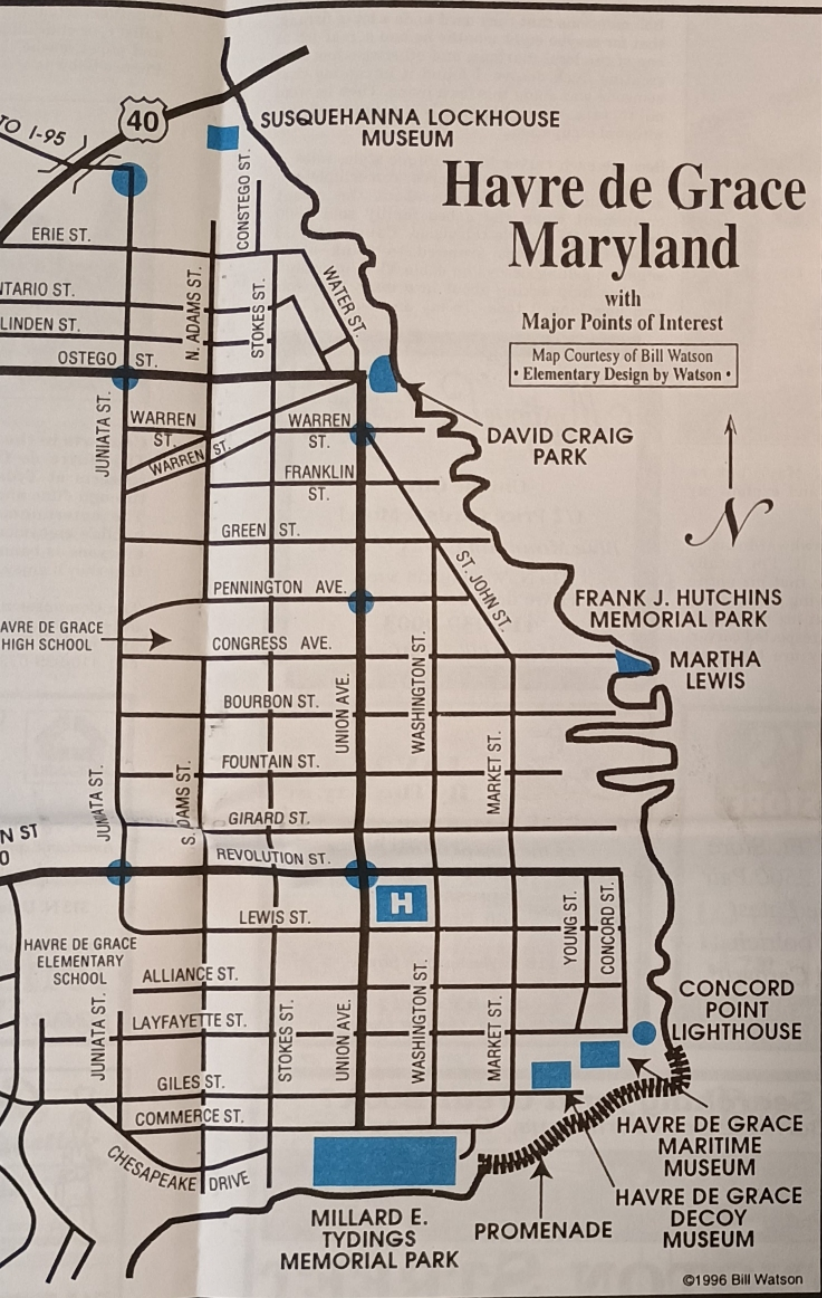 40
TO I-95
SUSQUEHANNA LOCKHOUSE
MUSEUM
Havre de Grace
Maryland
with
Major Points of Interest
Map Courtesy of Bill Watson
• Elementary Design by Watson •
CONSTEGO ST.
ERIE ST.
NTARIO ST.
LINDEN ST.
OSTEGO ST.
N. ADAMS ST.
STOKES ST.
WATER ST.
JUNIATA ST.
WARREN
ST.
WARREN ST.
WARREN
ST.
FRANKLIN
ST.
DAVID CRAIG
PARK
N
GREEN ST.
ST. JOHN ST.
PENNINGTON AVE.
FRANK J. HUTCHINS
MEMORIAL PARK
AVRE DE GRACE
HIGH SCHOOL
CONGRESS AVE.
MARTHA
LEWIS
BOURBON ST.
UNION AVE.
WASHINGTON ST.
MARKET ST.
FOUNTAIN ST.
JUNIATA ST.
S. ADAMS ST.
GIRARD ST.
N ST
0
REVOLUTION ST.
H
LEWIS ST.
YOUNG ST.
CONCORD ST.
HAVRE DE GRACE
ELEMENTARY
SCHOOL
ALLIANCE ST.
LAYFAYETTE ST.
JUNIATA ST.
STOKES ST.
UNION AVE.
WASHINGTON ST.
MARKET ST.
CONCORD
POINT
LIGHTHOUSE
GILES ST.
COMMERCE ST.
CHESAPEAKE DRIVE
HAVRE DE GRACE
MARITIME
MUSEUM
HAVRE DE GRACE
DECOY
MUSEUM
MILLARD E.
TYDINGS
MEMORIAL PARK
PROMENADE
©1996 Bill Watson